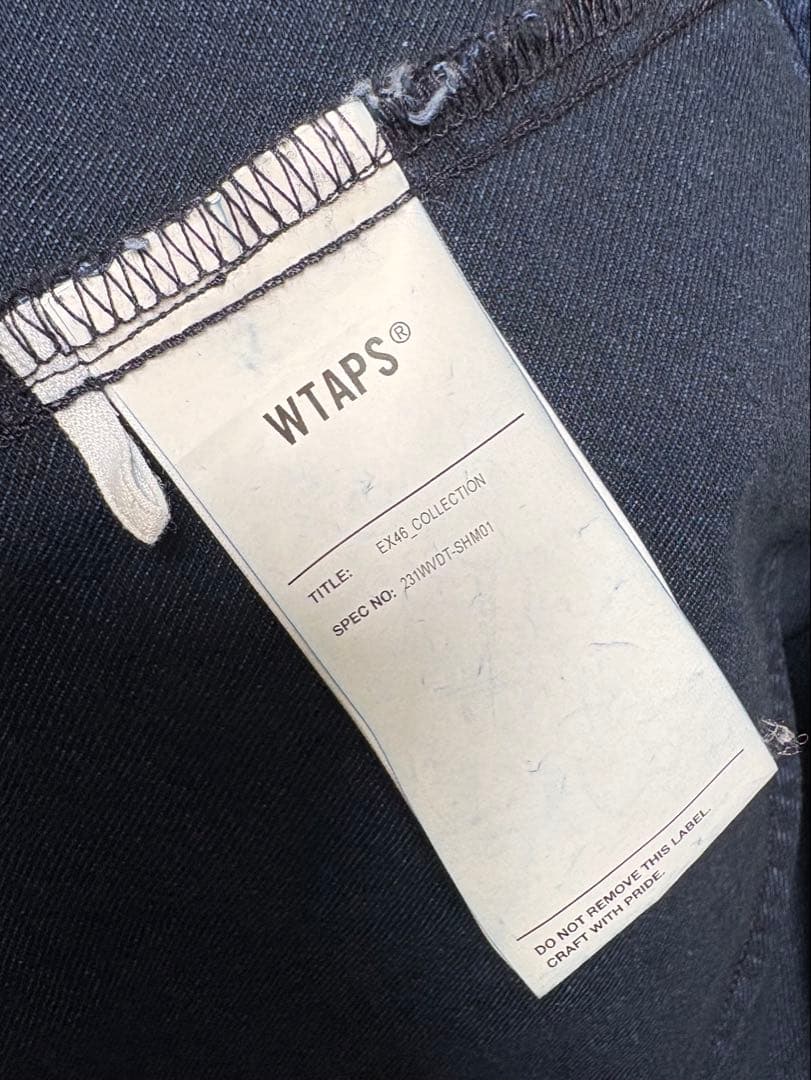 WTAPS®
TITLE: EX46_COLLECTION
SPEC NO: 231WVDT-SHM01
DO NOT REMOVE THIS LABEL.
CRAFT WITH PRIDE.